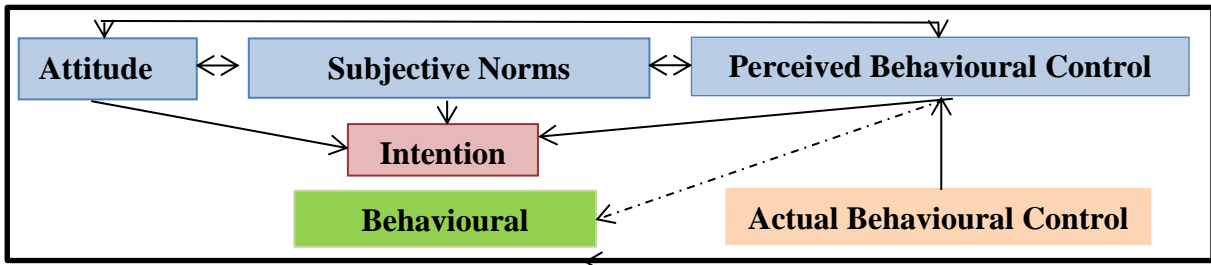 Attitude
Subjective Norms
Perceived Behavioural Control
Intention
Behavioural
Actual Behavioural Control